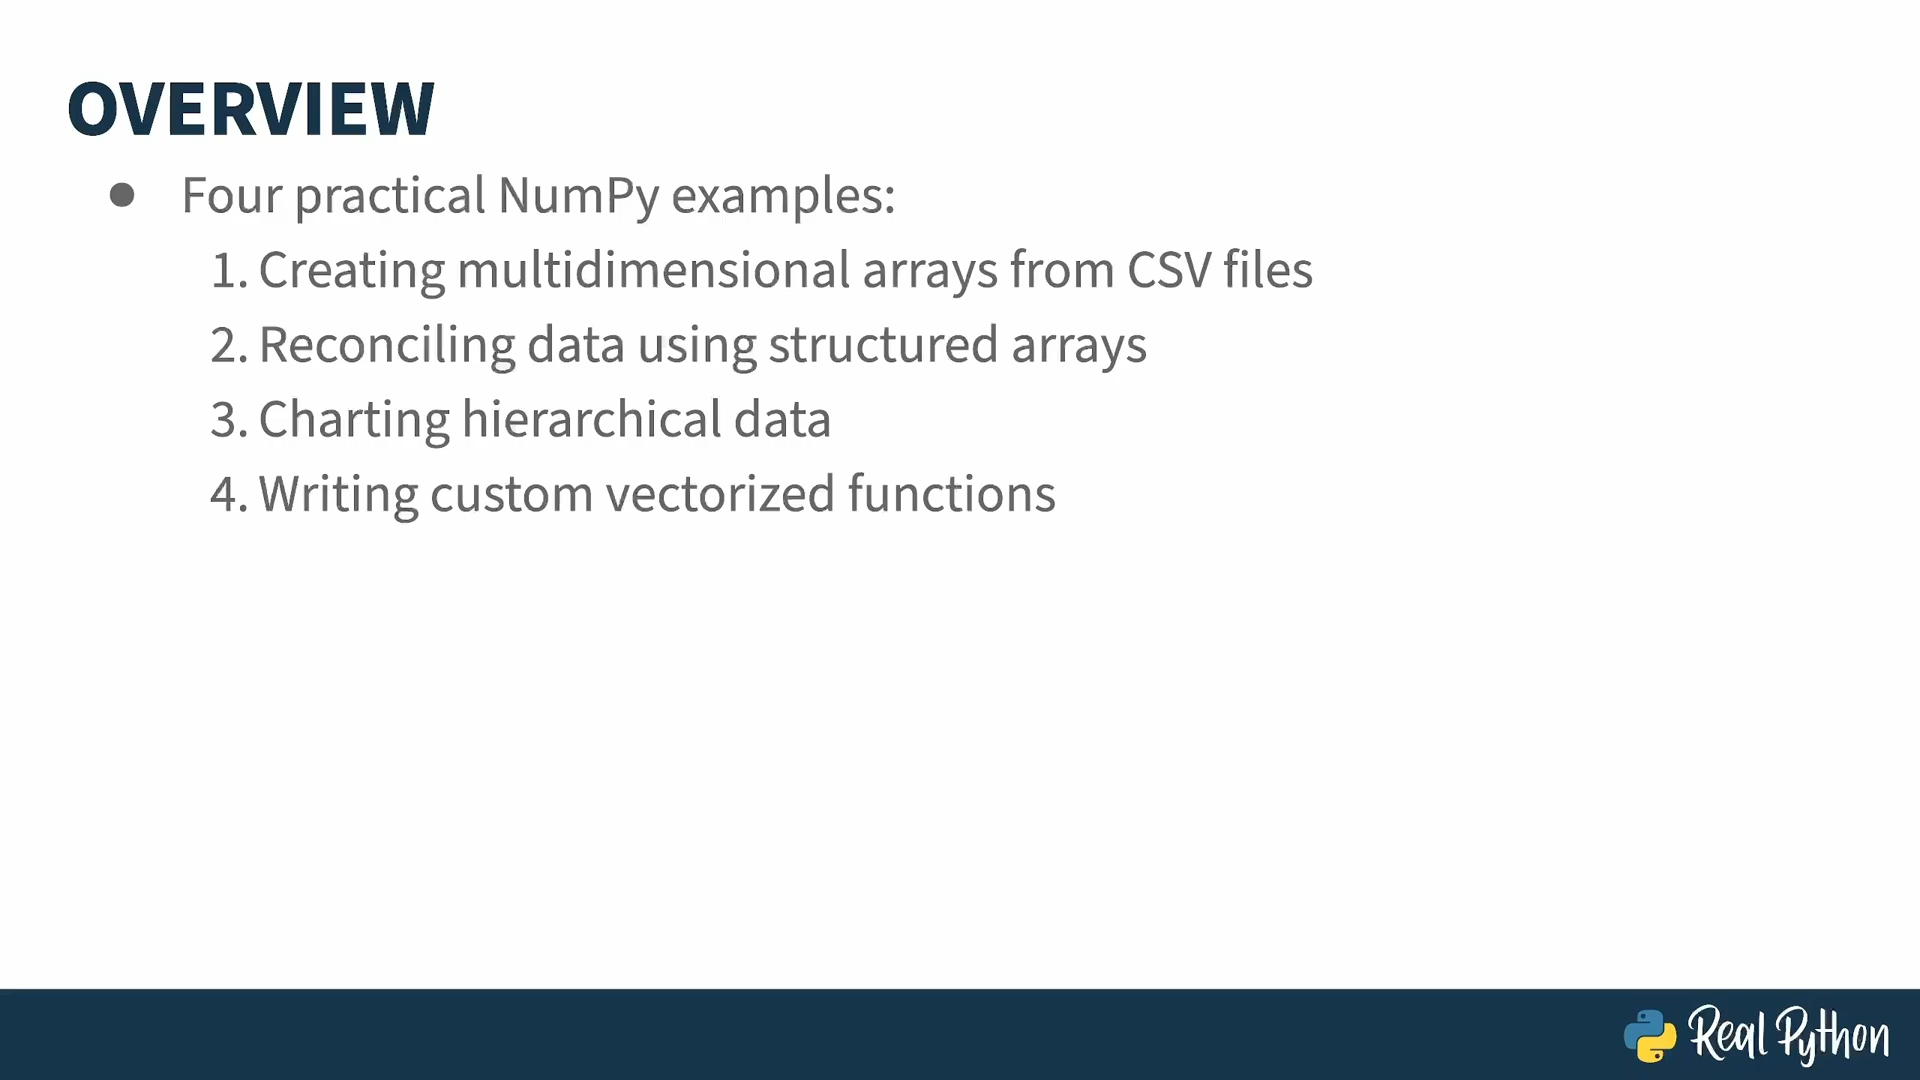 OVERVIEW
● Four practical NumPy examples:
1. Creating multidimensional arrays from CSV files
2. Reconciling data using structured arrays
3. Charting hierarchical data
4. Writing custom vectorized functions
Real Python